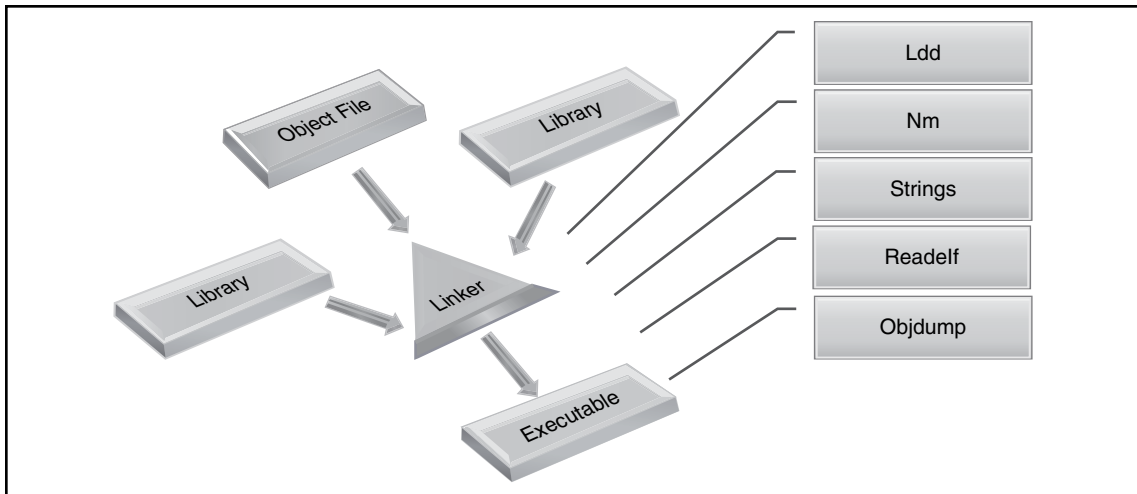 Object File
Library
Library
Linker
Executable
Ldd
Nm
Strings
Readelf
Objdump